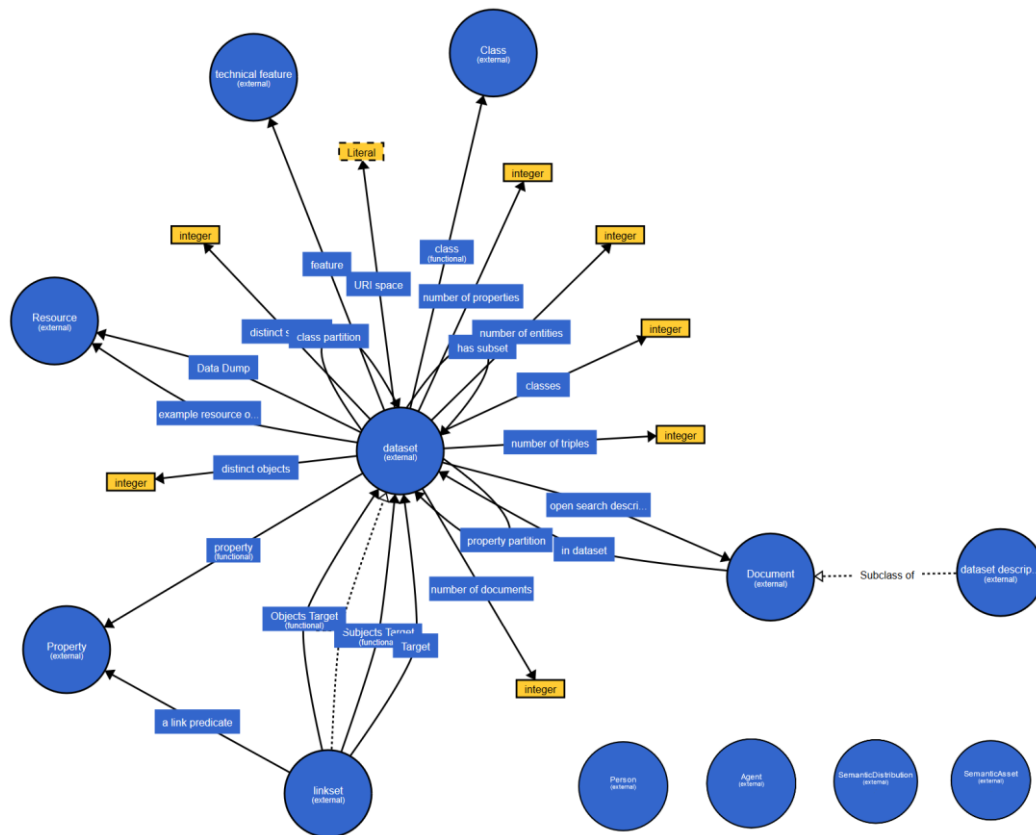 Class
(external)
technical feature
(external)
Literal
integer
integer
integer
class
(functional)
feature
URI space
number of properties
Resource
(external)
distinct s...
class partition
number of entities
has subset
integer
Data Dump
classes
example resource o...
number of triples
integer
dataset
(external)
distinct objects
integer
open search descri...
property
(functional)
property partition
in dataset
Document
(external)
Subclass of
dataset descrip...
(external)
number of documents
Objects Target
(functional)
Subjects Target
(functional)
Target
Property
(external)
integer
a link predicate
linkset
(external)
Person
(external)
Agent
(external)
SemanticDistribution
(external)
SemanticAsset
(external)